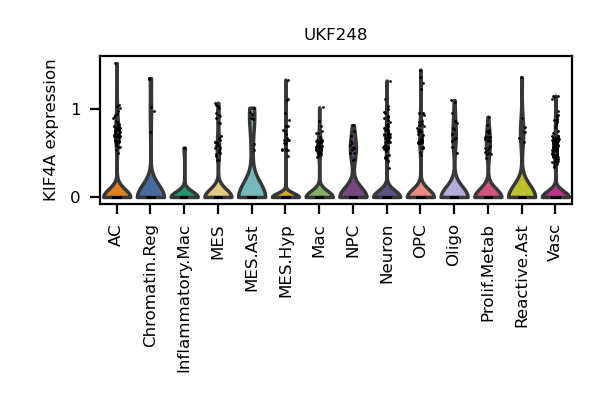 UKF248
KIF4A expression
1
0
AC
Chromatin.Reg
Inflammatory.Mac
MES
MES.Ast
MES.Hyp
Mac
NPC
Neuron
OPC
Oligo
Prolif.Metab
Reactive.Ast
Vasc